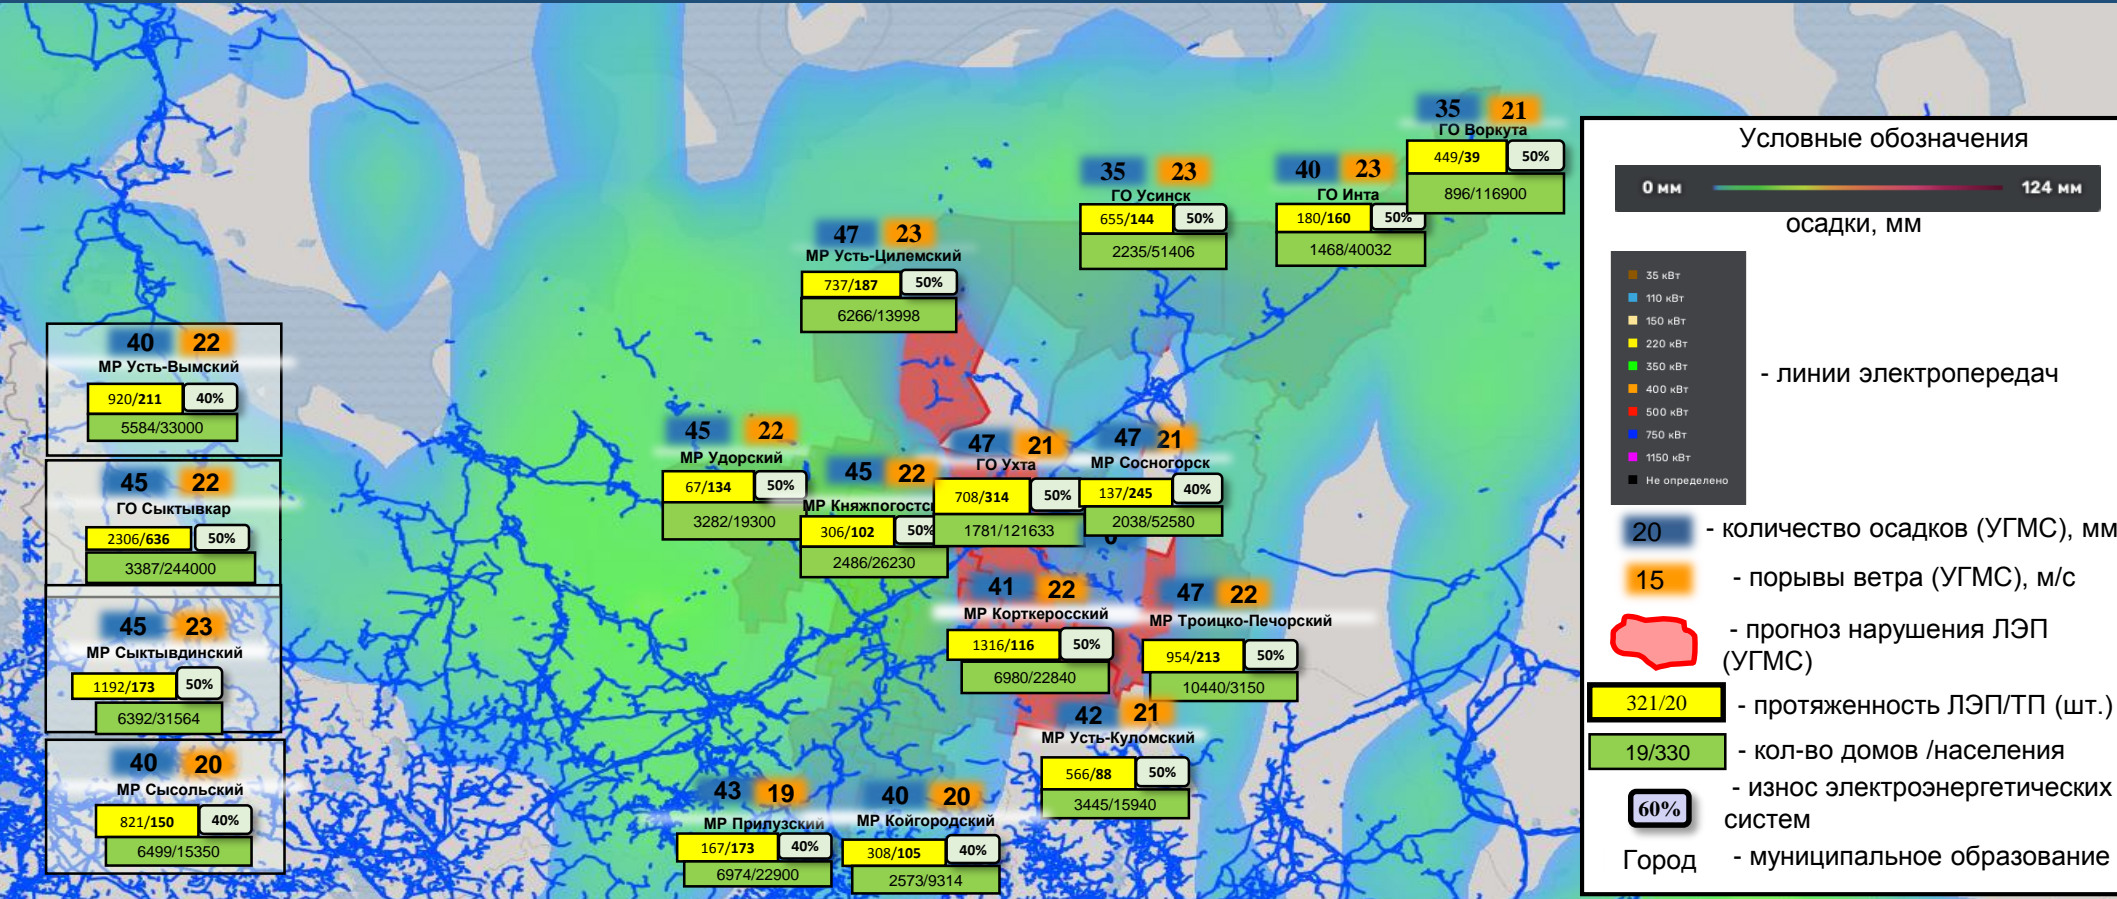 35 21
ГО Воркута
449/39 50%
896/116900
35 23
ГО Усинск
655/144 50%
2235/51406
40 23
ГО Инта
180/160 50%
1468/40032
47 23
МР Усть-Цилемский
737/187 50%
6266/13998
40 22
МР Усть-Вымский
920/211 40%
5584/33000
45 22
ГО Сыктывкар
2306/636 50%
3387/244000
45 23
МР Сыктывдинский
1192/173 50%
6392/31564
40 20
МР Сысольский
821/150 40%
6499/15350
45 22
МР Удорский
67/134 50%
3282/19300
45 22
МР Княжпогостс
306/102 50%
2486/26230
47 21
ГО Ухта
708/314 50%
1781/121633
47 21
МР Сосногорск
137/245 40%
2038/52580
41 22
МР Корткеросский
1316/116 50%
6980/22840
47 22
МР Троицко-Печорский
954/213 50%
10440/3150
42 21
МР Усть-Куломский
566/88 50%
3445/15940
43 19
МР Прилузский
167/173 40%
6974/22900
40 20
МР Койгородский
308/105 40%
2573/9314
Условные обозначения
0 мм 124 мм
осадки, мм
35 кВт
110 кВт
150 кВт
220 кВт
350 кВт
400 кВт
500 кВт
750 кВт
1150 кВт
Не определено
- линии электропередач
20 - количество осадков (УГМС), мм
15 - порывы ветра (УГМС), м/с
- прогноз нарушения ЛЭП
(УГМС)
321/20 - протяженность ЛЭП/ТП (шт.)
19/330 - кол-во домов /населения
60% - износ электроэнергетических
систем
Город - муниципальное образование